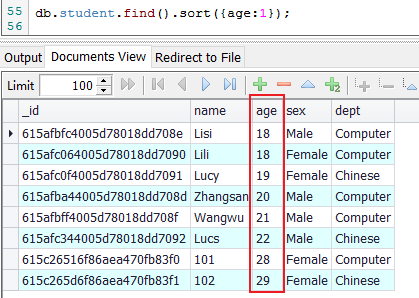 55 db.student.find().sort({age:1});
56
Output Documents View Redirect to File
Limit 100
_id name age sex dept
615afbfc4005d78018dd708e Lisi 18 Male Computer
615afc064005d78018dd7090 Lili 18 Female Computer
615afc0f4005d78018dd7091 Lucy 19 Female Chinese
615afba44005d78018dd708d Zhangsan 20 Male Computer
615afbff4005d78018dd708f Wangwu 21 Male Computer
615afc344005d78018dd7092 Lucs 22 Male Chinese
615c26516f86aea470fb83f0 101 28 Female Computer
615c265d6f86aea470fb83f1 102 29 Female Chinese